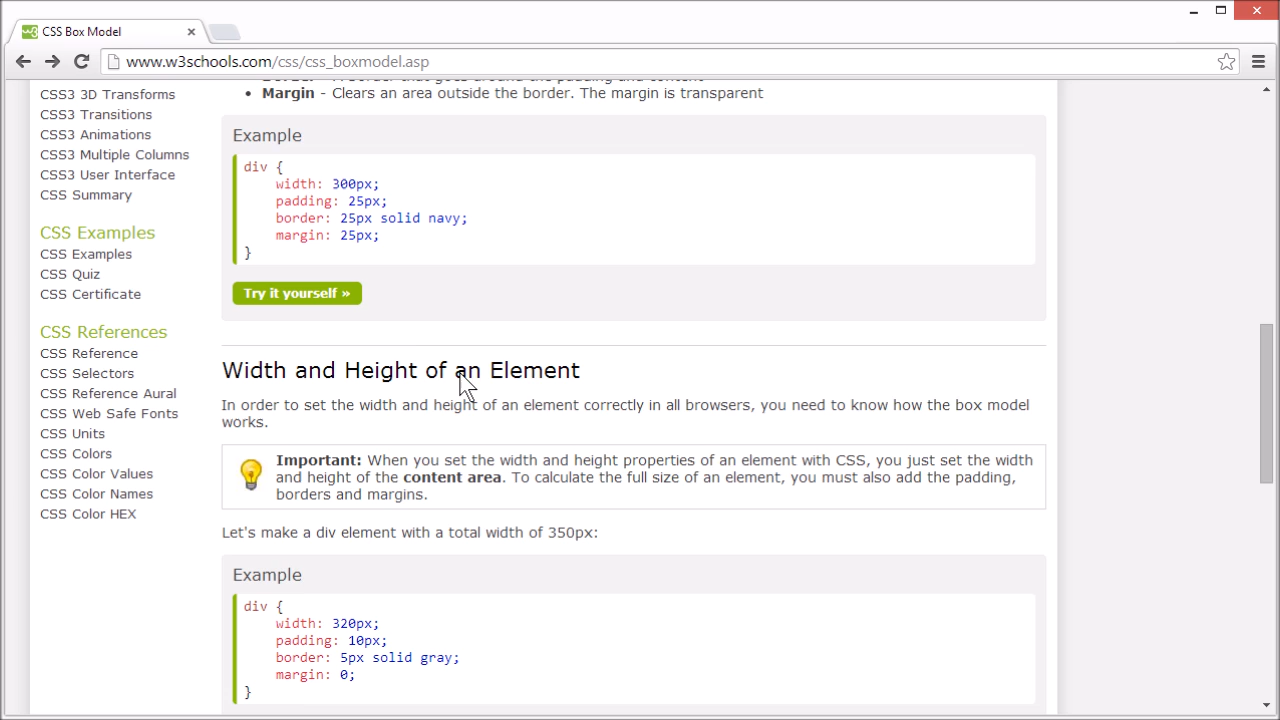 CSS Box Model
www.w3schools.com/css/css_boxmodel.asp
CSS3 3D Transforms
CSS3 Transitions
CSS3 Animations
CSS3 Multiple Columns
CSS3 User Interface
CSS Summary
CSS Examples
CSS Examples
CSS Quiz
CSS Certificate
CSS References
CSS Reference
CSS Selectors
CSS Reference Aural
CSS Web Safe Fonts
CSS Units
CSS Colors
CSS Color Values
CSS Color Names
CSS Color HEX
• Margin - Clears an area outside the border. The margin is transparent
Example
div {
width: 300px;
padding: 25px;
border: 25px solid navy;
margin: 25px;
}
Try it yourself »
Width and Height of an Element
In order to set the width and height of an element correctly in all browsers, you need to know how the box model
works.
Important: When you set the width and height properties of an element with CSS, you just set the width
and height of the content area. To calculate the full size of an element, you must also add the padding,
borders and margins.
Let's make a div element with a total width of 350px:
Example
div {
width: 320px;
padding: 10px;
border: 5px solid gray;
margin: 0;
}